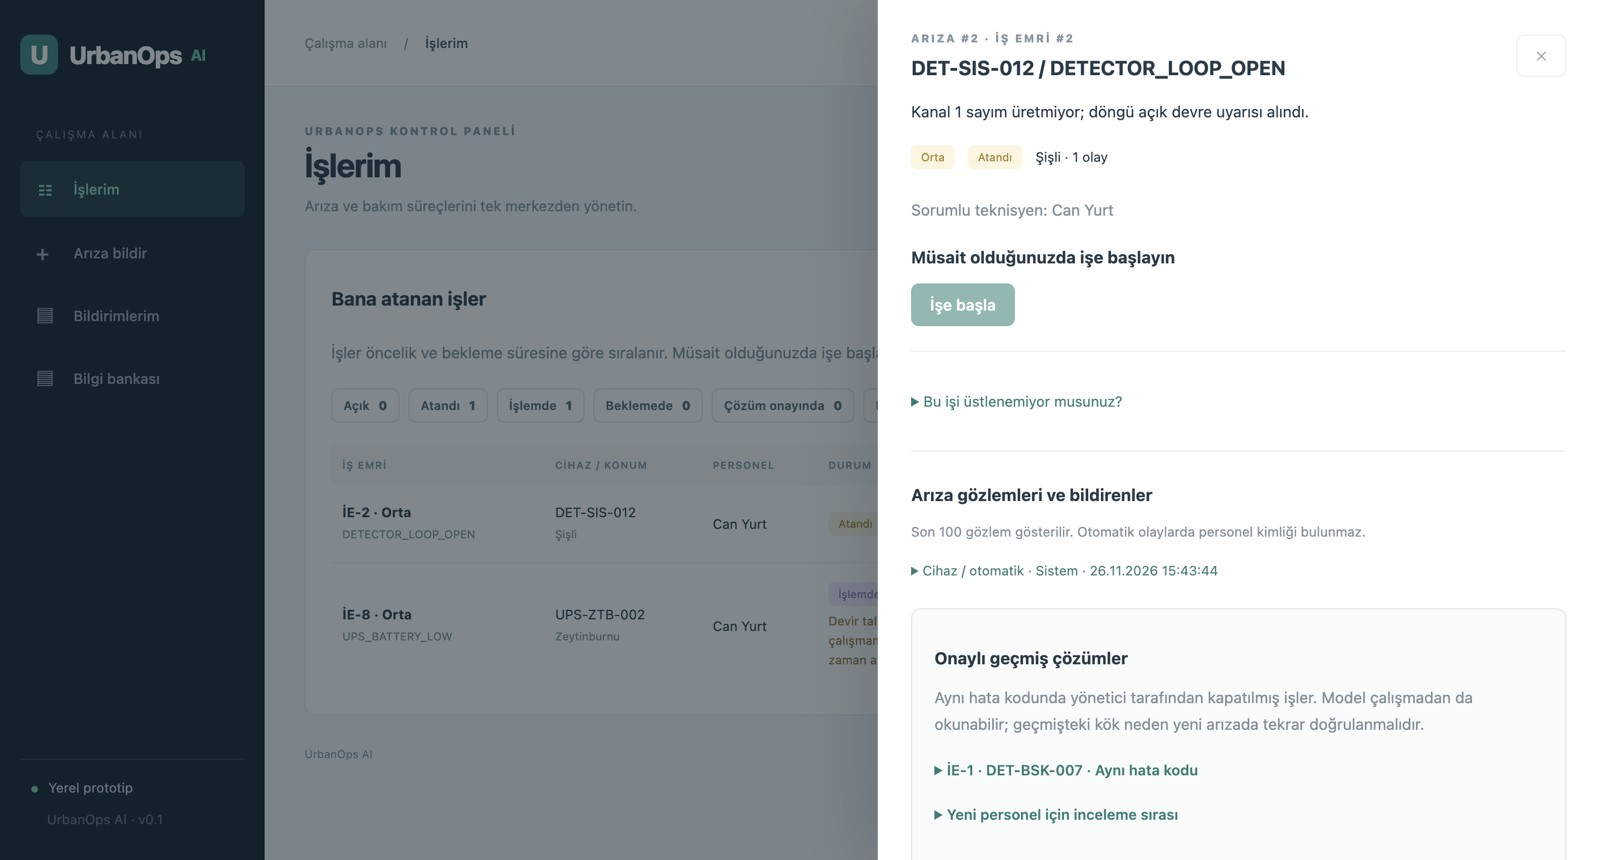 U UrbanOps AI
ÇALIŞMA ALANI
İşlerim
Arıza bildir
Bildirimlerim
Bilgi bankası
Yerel prototip
UrbanOps AI · v0.1
Çalışma alanı / İşlerim
URBANOPS KONTROL PANELİ
İşlerim
Arıza ve bakım süreçlerini tek merkezden yönetin.
Bana atanan işler
İşler öncelik ve bekleme süresine göre sıralanır. Müsait olduğunuzda işe başla
Açık 0 Atandı 1 İşlemde 1 Beklemede 0 Çözüm onayında 0
İŞ EMRİ CİHAZ / KONUM PERSONEL DURUM
İE-2 · Orta DET-SIS-012 Can Yurt Atandı
DETECTOR_LOOP_OPEN Şişli
İE-8 · Orta UPS-ZTB-002 Can Yurt İşlemde
UPS_BATTERY_LOW Zeytinburnu
Devir tal
çalışman
zaman a
UrbanOps AI
ARIZA #2 · İŞ EMRİ #2
DET-SIS-012 / DETECTOR_LOOP_OPEN
×
Kanal 1 sayım üretmiyor; döngü açık devre uyarısı alındı.
Orta Atandı Şişli · 1 olay
Sorumlu teknisyen: Can Yurt
Müsait olduğunuzda işe başlayın
İşe başla
Bu işi üstlenemiyor musunuz?
Arıza gözlemleri ve bildirenler
Son 100 gözlem gösterilir. Otomatik olaylarda personel kimliği bulunmaz.
Cihaz / otomatik · Sistem · 26.11.2026 15:43:44
Onaylı geçmiş çözümler
Aynı hata kodunda yönetici tarafından kapatılmış işler. Model çalışmadan da
okunabilir; geçmişteki kök neden yeni arızada tekrar doğrulanmalıdır.
İE-1 · DET-BSK-007 · Aynı hata kodu
Yeni personel için inceleme sırası